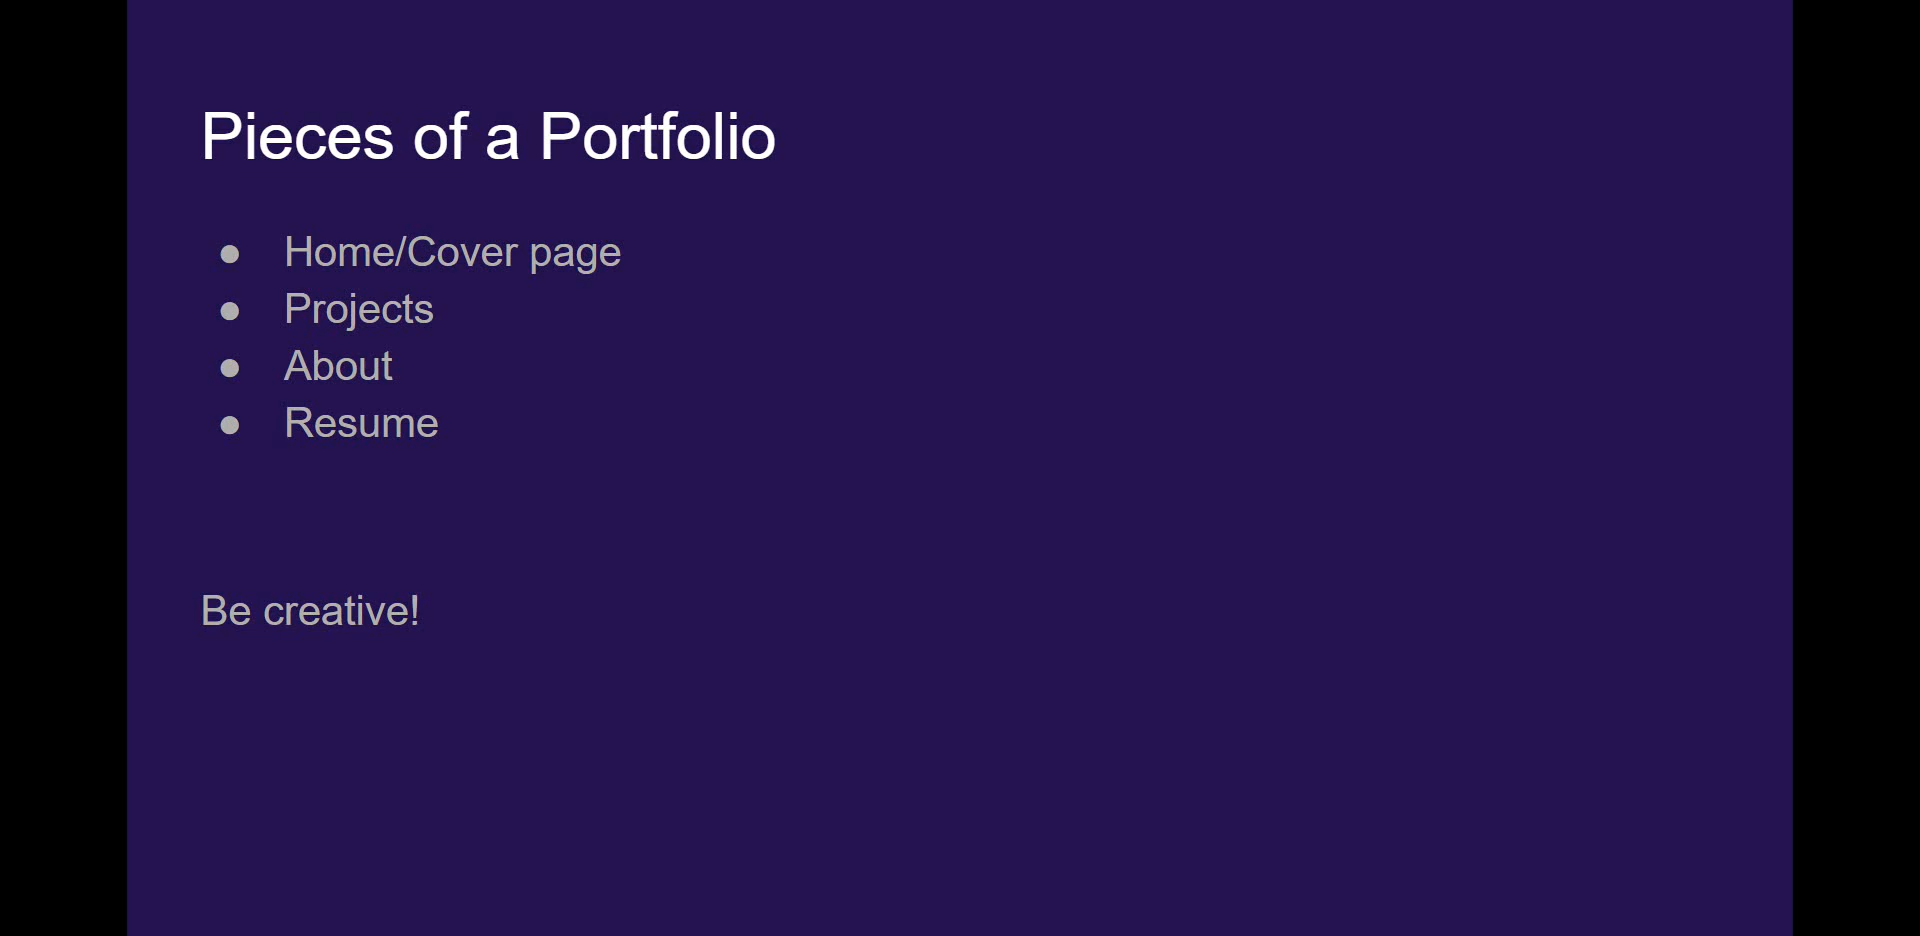 Pieces of a Portfolio
● Home/Cover page
● Projects
● About
● Resume
Be creative!